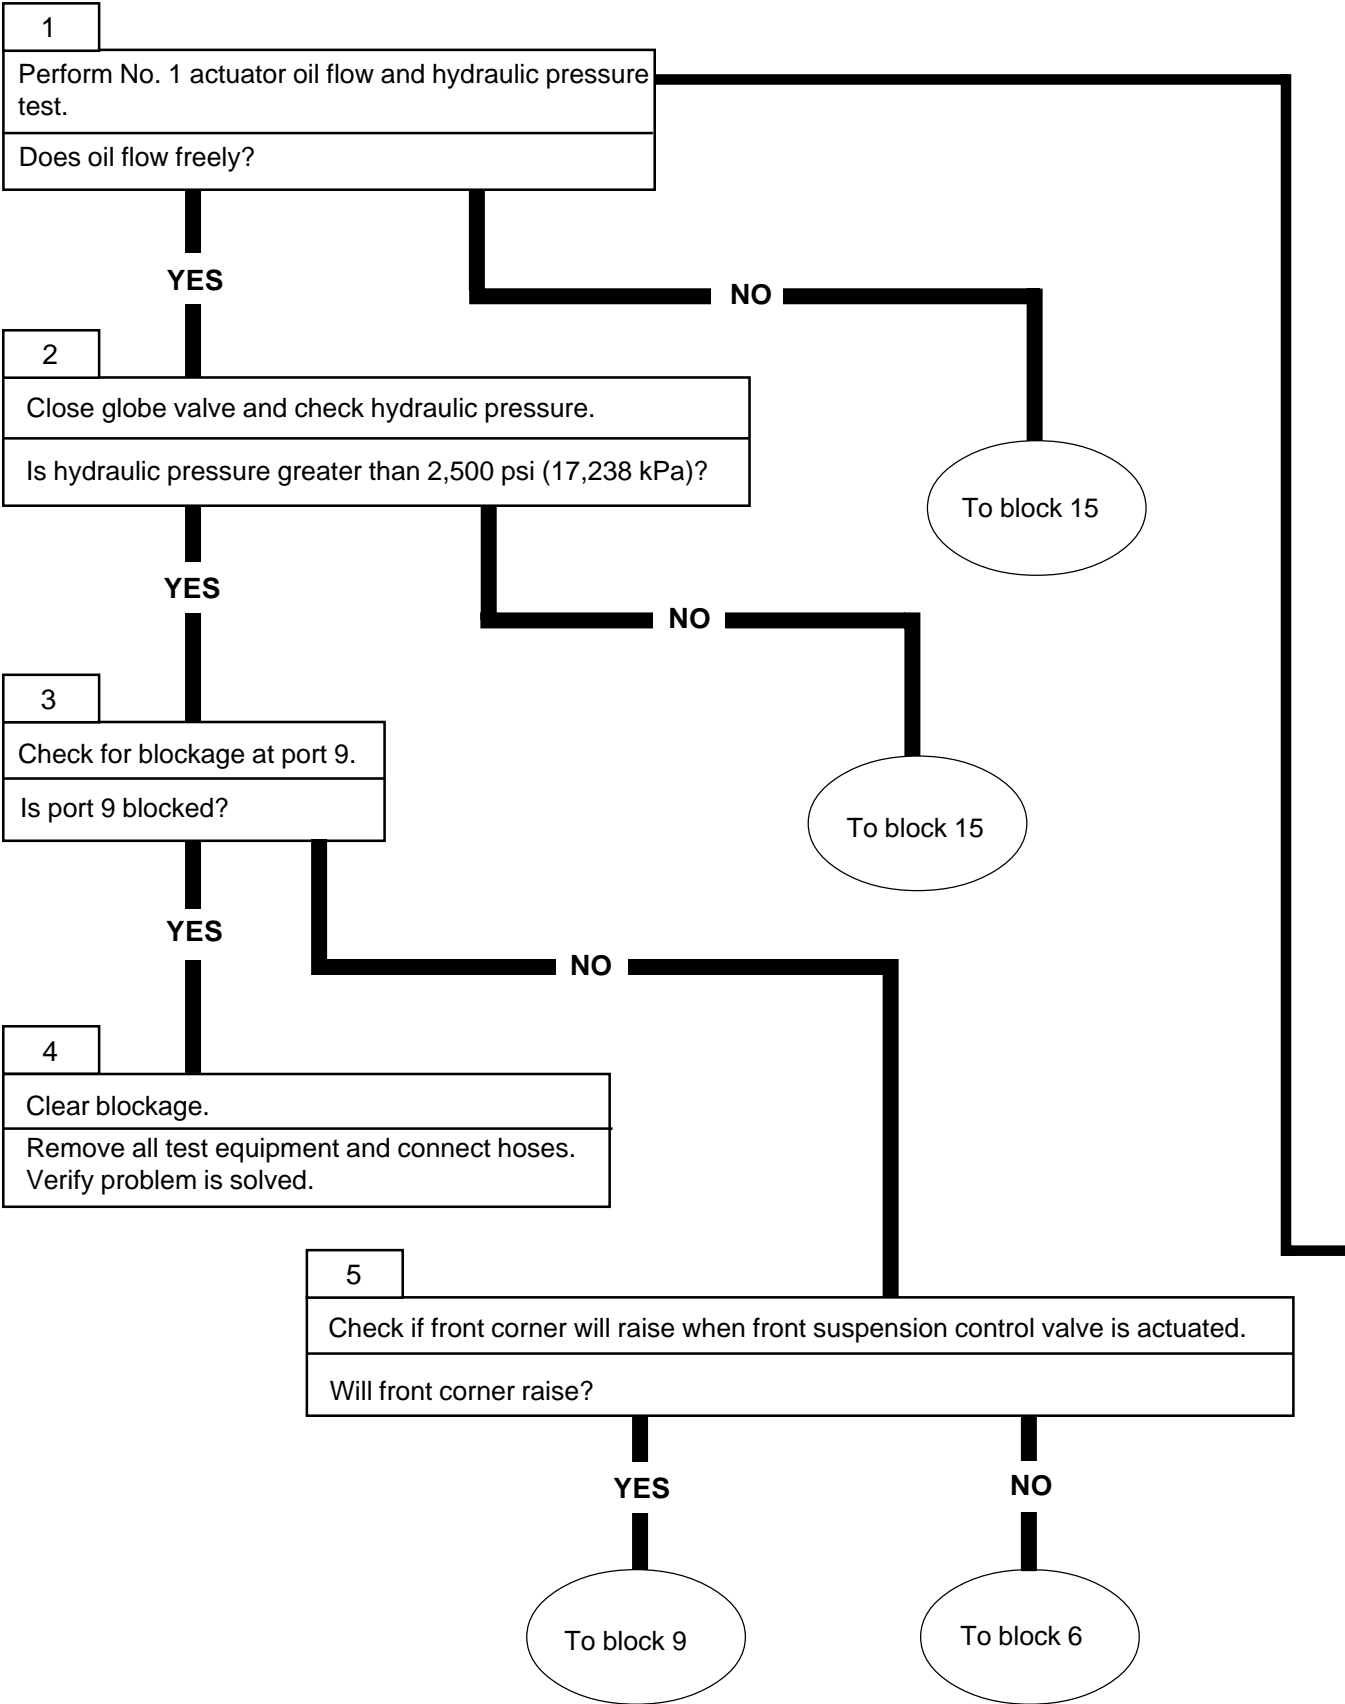 1
Perform No. 1 actuator oil flow and hydraulic pressure
test.
Does oil flow freely?
YES
NO
2
Close globe valve and check hydraulic pressure.
Is hydraulic pressure greater than 2,500 psi (17,238 kPa)?
To block 15
YES
NO
3
Check for blockage at port 9.
Is port 9 blocked?
To block 15
YES
NO
4
Clear blockage.
Remove all test equipment and connect hoses.
Verify problem is solved.
5
Check if front corner will raise when front suspension control valve is actuated.
Will front corner raise?
YES
NO
To block 9
To block 6